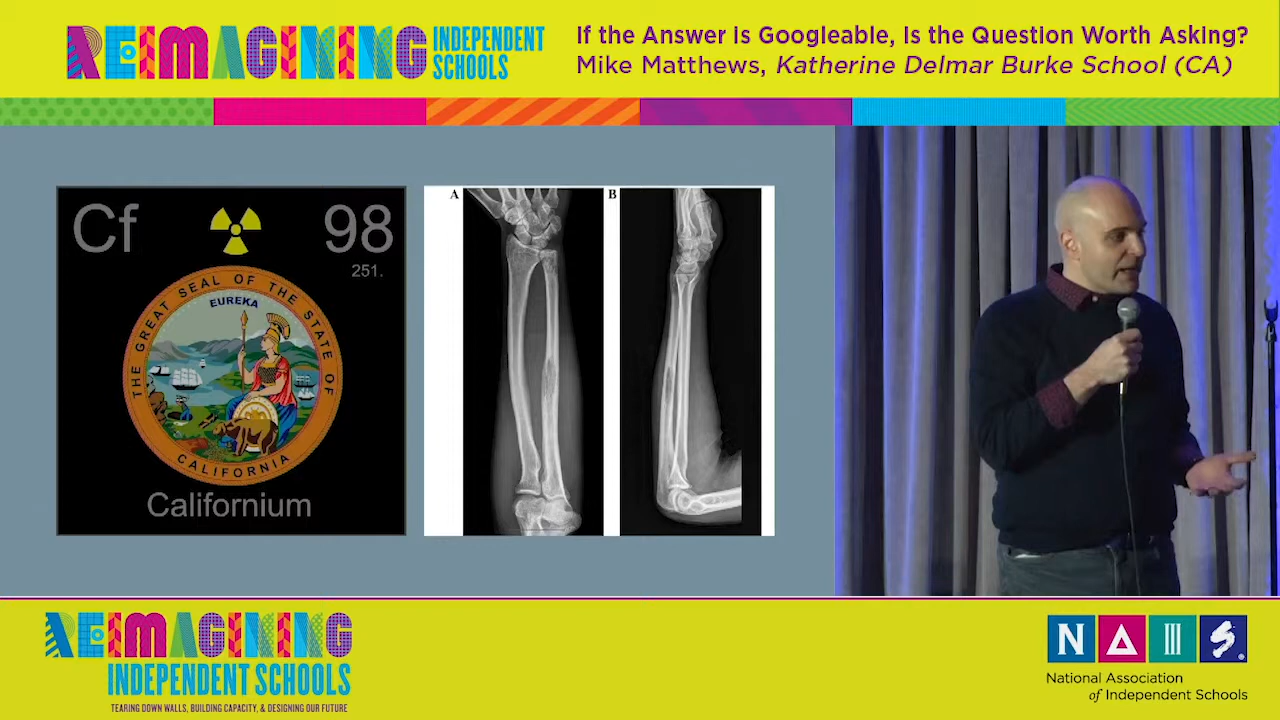 REIMAGINING INDEPENDENT SCHOOLS
If the Answer is Googleable, Is the Question Worth Asking?
Mike Matthews, Katherine Delmar Burke School (CA)
Cf
98
251.
THE GREAT SEAL OF THE STATE OF CALIFORNIA
EUREKA
Californium
A
B
REIMAGINING
INDEPENDENT SCHOOLS
TEARING DOWN WALLS, BUILDING CAPACITY, & DESIGNING OUR FUTURE
NAIS
National Association
of Independent Schools